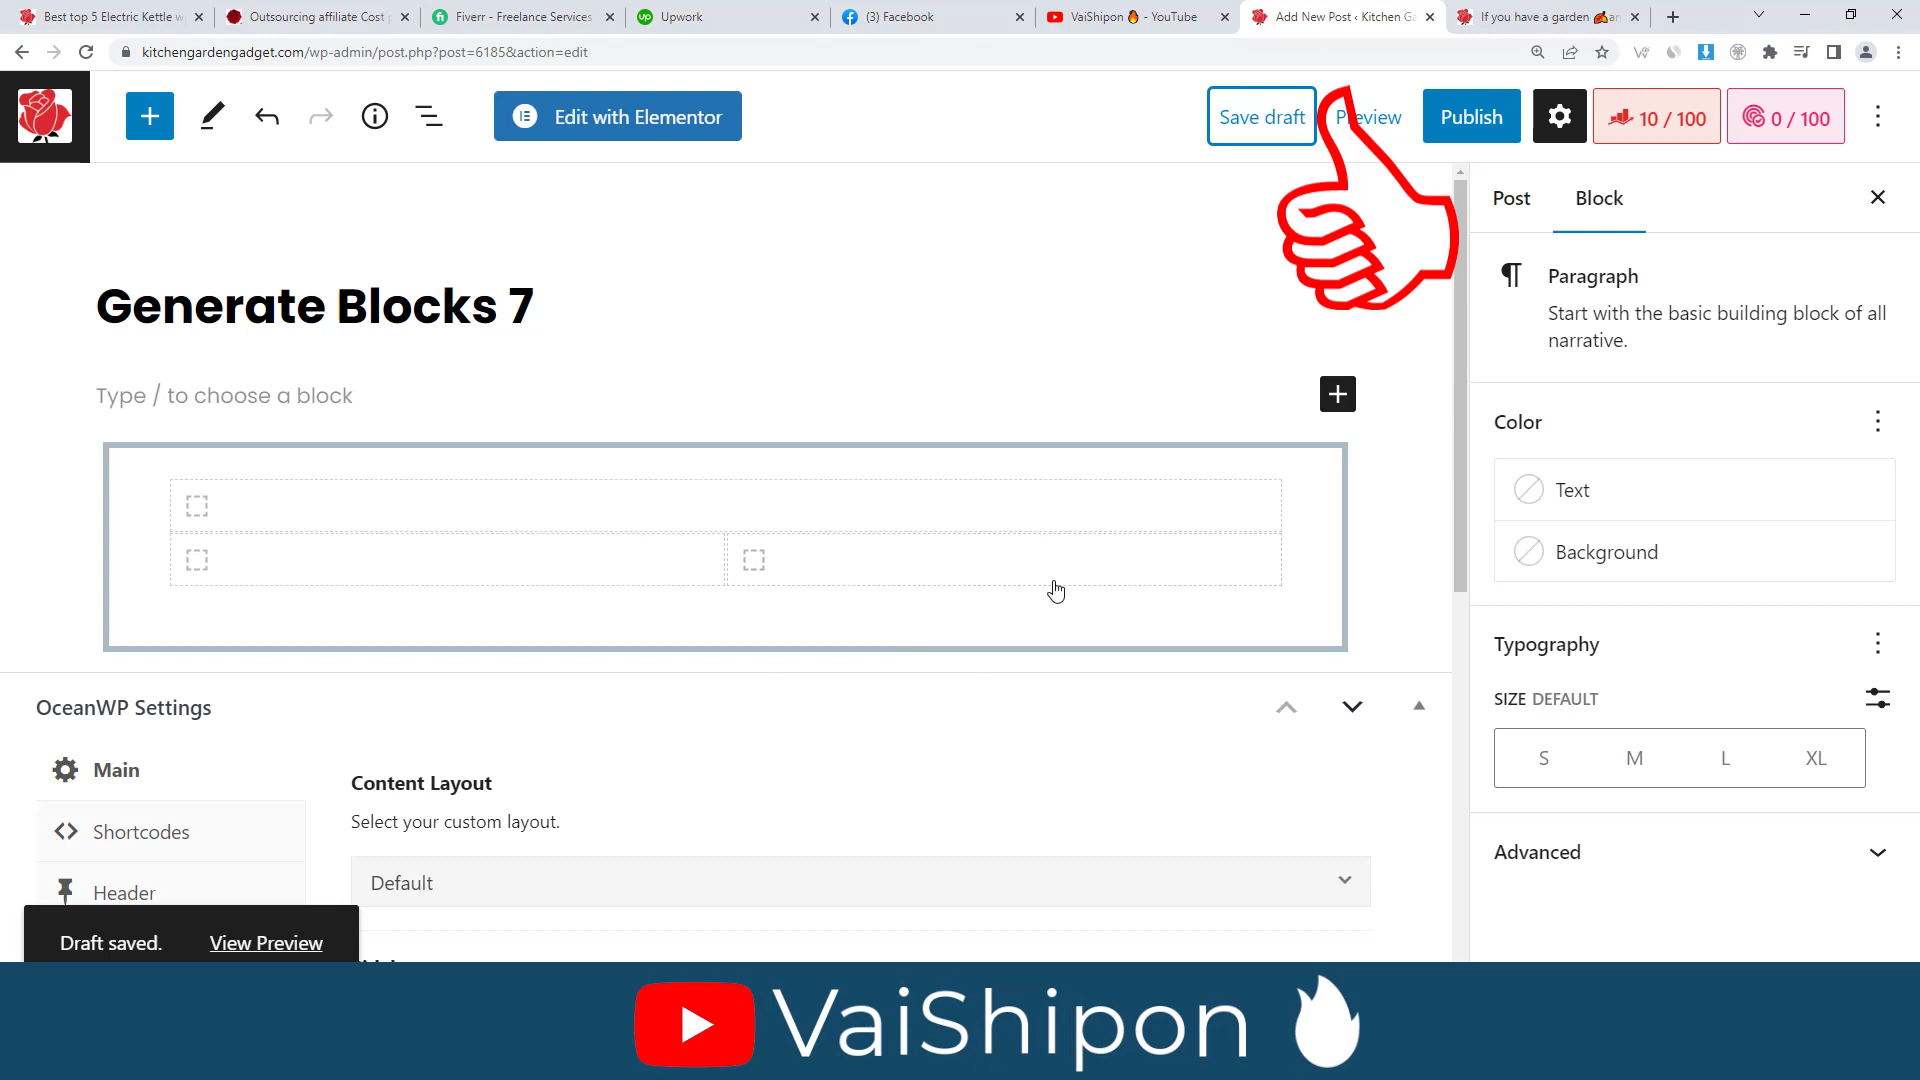 Best top 5 Electric Kettle w
Outsourcing affiliate Cost
Fiverr - Freelance Services
Upwork
(3) Facebook
VaiShipon 🔥 - YouTube
Add New Post ‹ Kitchen Ga
If you have a garden
kitchengardengadget.com/wp-admin/post.php?post=6185&action=edit
Edit with Elementor
Save draft
Preview
Publish
10 / 100
0 / 100
Post
Block
Generate Blocks 7
Paragraph
Start with the basic building block of all
narrative.
Type / to choose a block
Color
Text
Background
Typography
SIZE DEFAULT
S M L XL
Advanced
OceanWP Settings
Main
Shortcodes
Header
Content Layout
Select your custom layout.
Default
Draft saved.
View Preview
VaiShipon